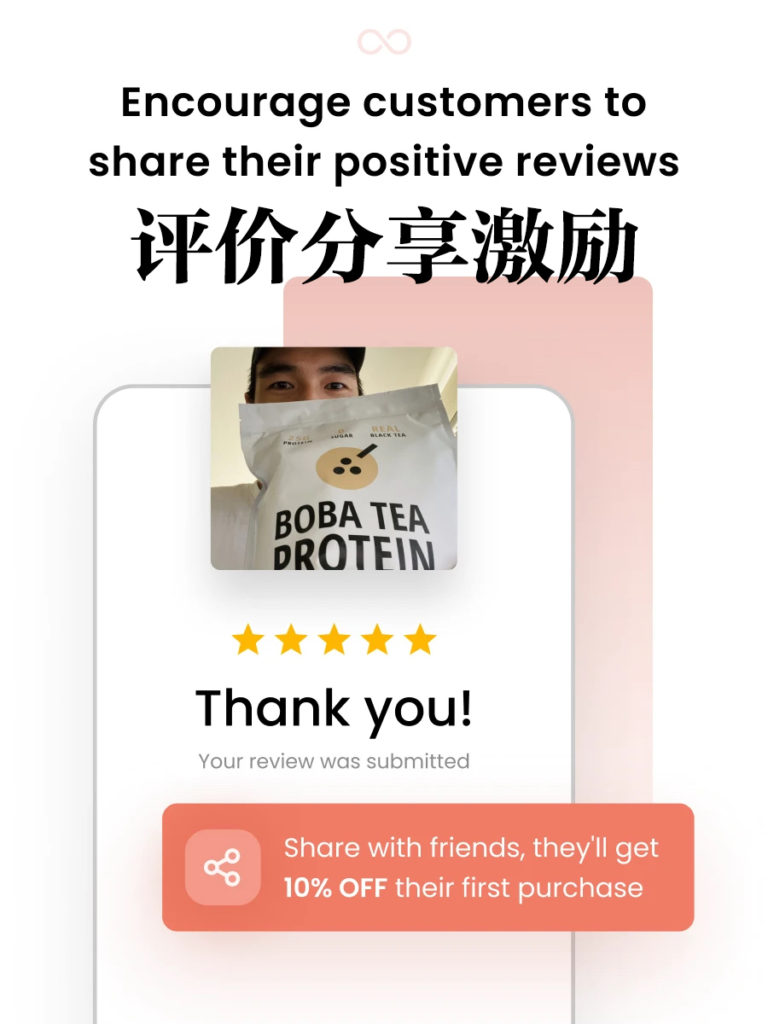 Encourage customers to
share their positive reviews
评价分享激励
25G
PROTEIN
0
SUGAR
REAL
BLACK TEA
BOBA TEA
PROTEIN
Thank you!
Your review was submitted
Share with friends, they'll get
10% OFF their first purchase